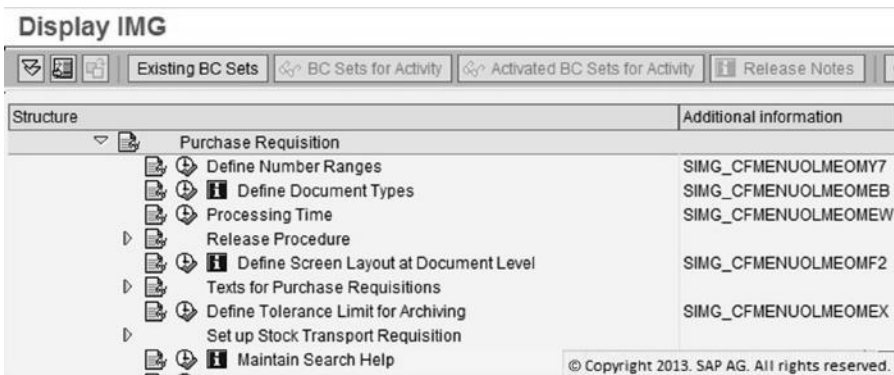 Display IMG
Existing BC Sets BC Sets for Activity Activated BC Sets for Activity Release Notes
Structure Additional information
Purchase Requisition
Define Number Ranges SIMG_CFMENUOLMEOMY7
Define Document Types SIMG_CFMENUOLMEOMEB
Processing Time SIMG_CFMENUOLMEOMEW
Release Procedure
Define Screen Layout at Document Level SIMG_CFMENUOLMEOMF2
Texts for Purchase Requisitions
Define Tolerance Limit for Archiving SIMG_CFMENUOLMEOMEX
Set up Stock Transport Requisition
Maintain Search Help
© Copyright 2013. SAP AG. All rights reserved.